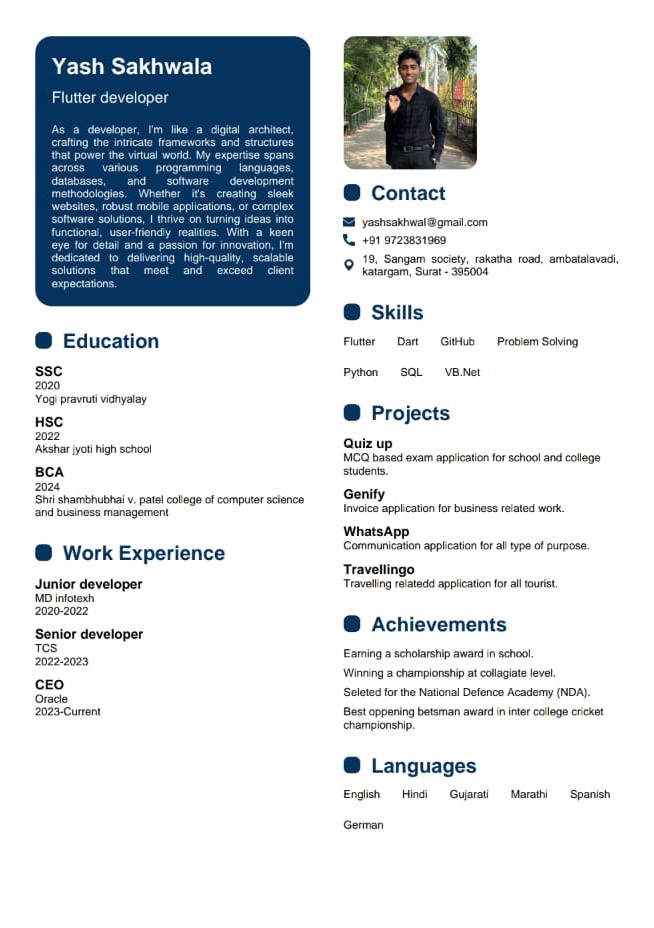 Yash Sakhwala
Flutter developer
As a developer, I'm like a digital architect,
crafting the intricate frameworks and structures
that power the virtual world. My expertise spans
across various programming languages,
databases, and software development
methodologies. Whether it's creating sleek
websites, robust mobile applications, or complex
software solutions, I thrive on turning ideas into
functional, user-friendly realities. With a keen
eye for detail and a passion for innovation, I'm
dedicated to delivering high-quality, scalable
solutions that meet and exceed client
expectations.
Education
SSC
2020
Yogi pravruti vidhyalay
HSC
2022
Akshar jyoti high school
BCA
2024
Shri shambhubhai v. patel college of computer science
and business management
Work Experience
Junior developer
MD infotexh
2020-2022
Senior developer
TCS
2022-2023
CEO
Oracle
2023-Current
Contact
yashsakhwal@gmail.com
+91 9723831969
19, Sangam society, rakatha road, ambatalavadi,
katargam, Surat - 395004
Skills
Flutter Dart GitHub Problem Solving
Python SQL VB.Net
Projects
Quiz up
MCQ based exam application for school and college
students.
Genify
Invoice application for business related work.
WhatsApp
Communication application for all type of purpose.
Travellingo
Travelling relatedd application for all tourist.
Achievements
Earning a scholarship award in school.
Winning a championship at collagiate level.
Seleted for the National Defence Academy (NDA).
Best oppening betsman award in inter college cricket
championship.
Languages
English Hindi Gujarati Marathi Spanish
German